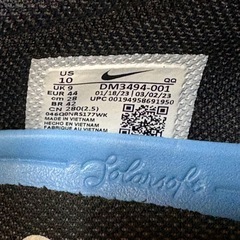 US 10
UK 9
EUR 44
cm 28
BR 42
CN 280(2.5)
QQ
DM3494-001
01/18/23 03/02/23
UPC 00194958691950
046Q0NRS177WK
MADE IN VIETNAM
HECHO EN VIETNAM
FABRIQUE AU VIETNAM
Solarsoft